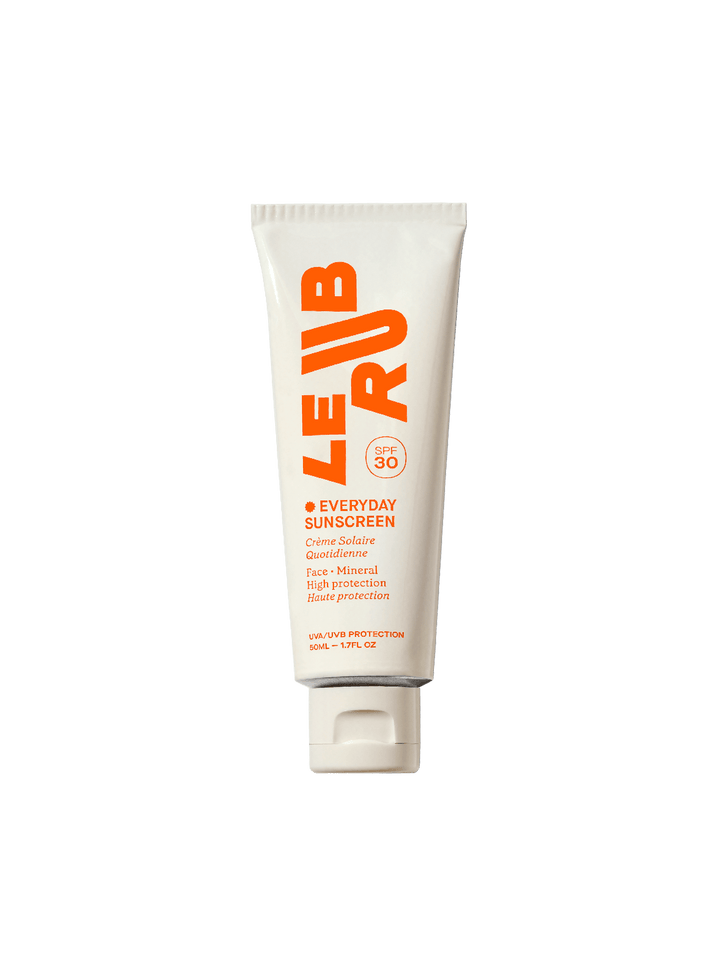 LE RUB
SPF
30
EVERYDAY
SUNSCREEN
Crème Solaire
Quotidienne
Face · Mineral
High protection
Haute protection
UVA/UVB PROTECTION
50ML — 1.7FL OZ